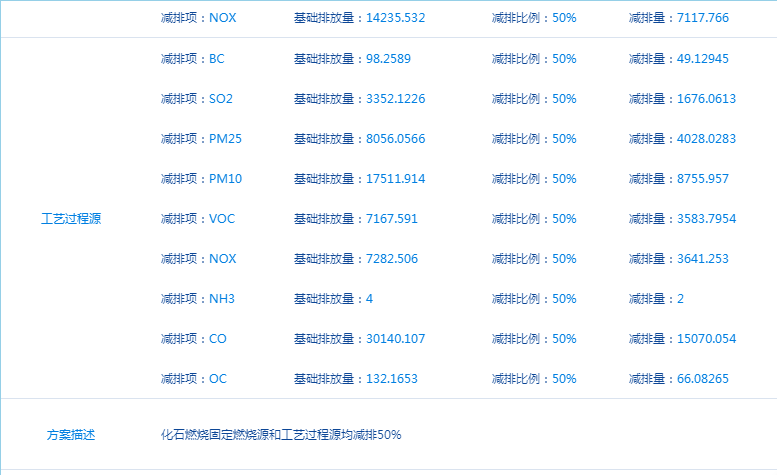 减排项：NOX 基础排放量：14235.532 减排比例：50% 减排量：7117.766
减排项：BC 基础排放量：98.2589 减排比例：50% 减排量：49.12945
减排项：SO2 基础排放量：3352.1226 减排比例：50% 减排量：1676.0613
减排项：PM25 基础排放量：8056.0566 减排比例：50% 减排量：4028.0283
减排项：PM10 基础排放量：17511.914 减排比例：50% 减排量：8755.957
工艺过程源 减排项：VOC 基础排放量：7167.591 减排比例：50% 减排量：3583.7954
减排项：NOX 基础排放量：7282.506 减排比例：50% 减排量：3641.253
减排项：NH3 基础排放量：4 减排比例：50% 减排量：2
减排项：CO 基础排放量：30140.107 减排比例：50% 减排量：15070.054
减排项：OC 基础排放量：132.1653 减排比例：50% 减排量：66.08265
方案描述 化石燃烧固定燃烧源和工艺过程源均减排50%